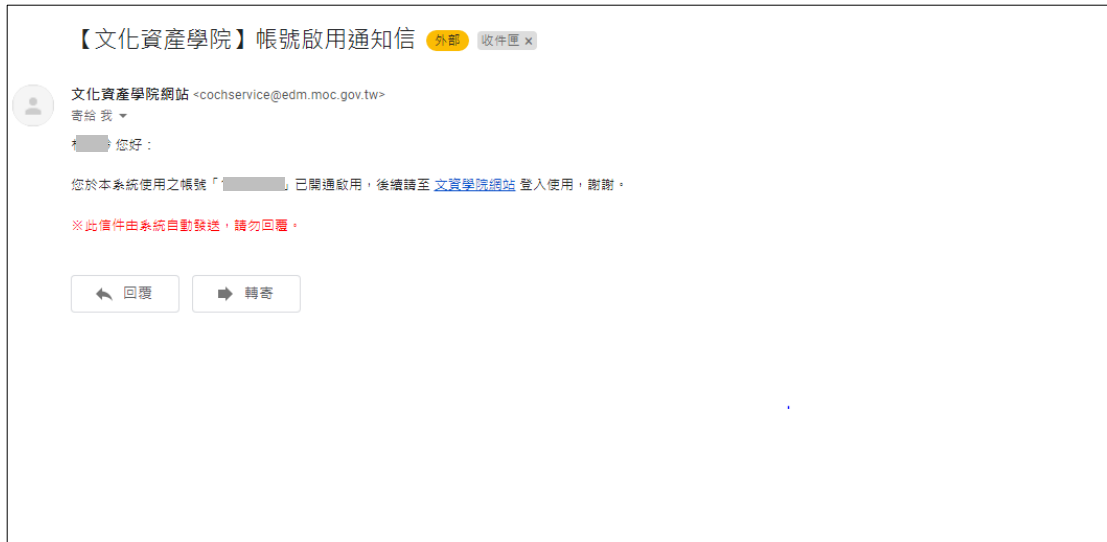 【文化資產學院】帳號啟用通知信 外部 收件匣 ×
文化資產學院網站 <cochservice@edm.moc.gov.tw>
寄給 我
您好：
您於本系統使用之帳號「 」已開通啟用，後續請至 文資學院網站 登入使用，謝謝。
※此信件由系統自動發送，請勿回覆。
回覆 轉寄